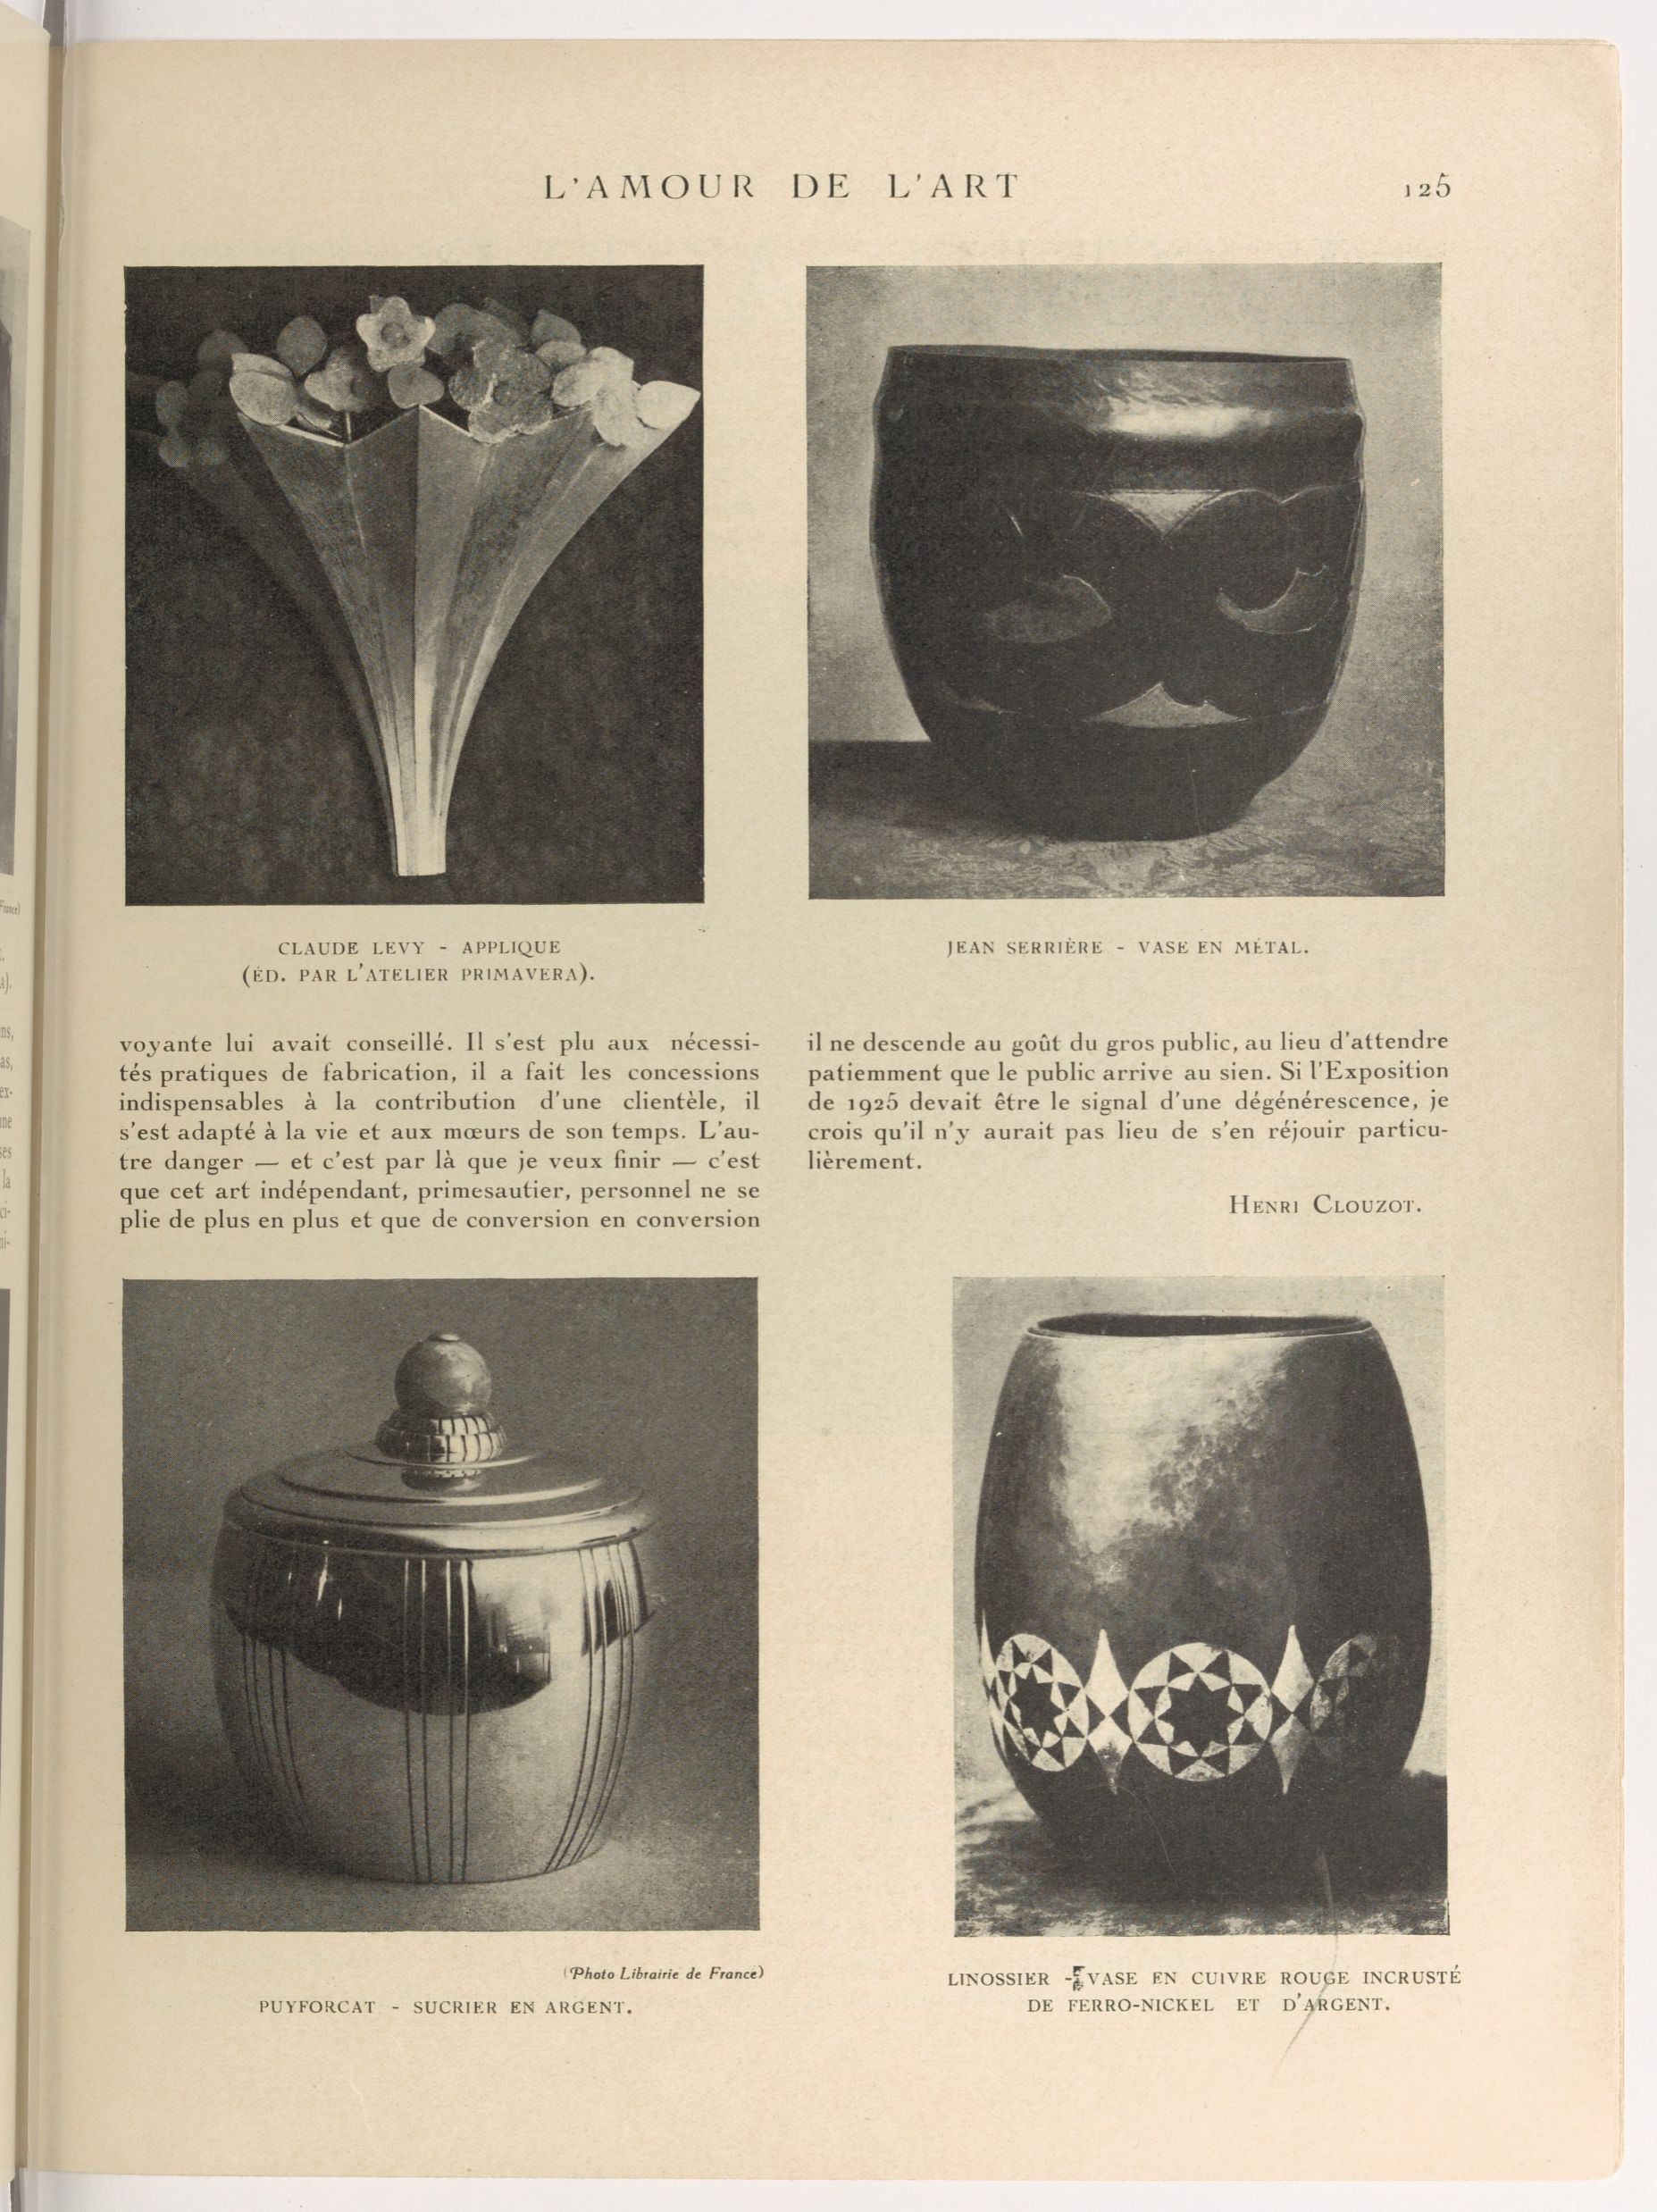 L'AMOUR DE L'ART
125
CLAUDE LEVY - APPLIQUE
(ÉD. PAR L'ATELIER PRIMAVERA).
JEAN SERRIÈRE - VASE EN MÉTAL.
voyante lui avait conseillé. Il s'est plu aux nécessi-
tés pratiques de fabrication, il a fait les concessions
indispensables à la contribution d'une clientèle, il
s'est adapté à la vie et aux mœurs de son temps. L'au-
tre danger — et c'est par là que je veux finir — c'est
que cet art indépendant, primesautier, personnel ne se
plie de plus en plus et que de conversion en conversion
il ne descende au goût du gros public, au lieu d'attendre
patiemment que le public arrive au sien. Si l'Exposition
de 1925 devait être le signal d'une dégénérescence, je
crois qu'il n'y aurait pas lieu de s'en réjouir particu-
lièrement.
HENRI CLOUZOT.
(Photo Librairie de France)
PUYFORCAT - SUCRIER EN ARGENT.
LINOSSIER - VASE EN CUIVRE ROUGE INCRUSTÉ
DE FERRO-NICKEL ET D'ARGENT.